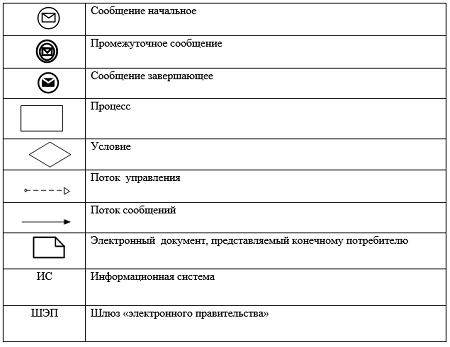 Сообщение начальное
Промежуточное сообщение
Сообщение завершающее
Процесс
Условие
Поток управления
Поток сообщений
Электронный документ, представляемый конечному потребителю
ИС Информационная система
ШЭП Шлюз «электронного правительства»